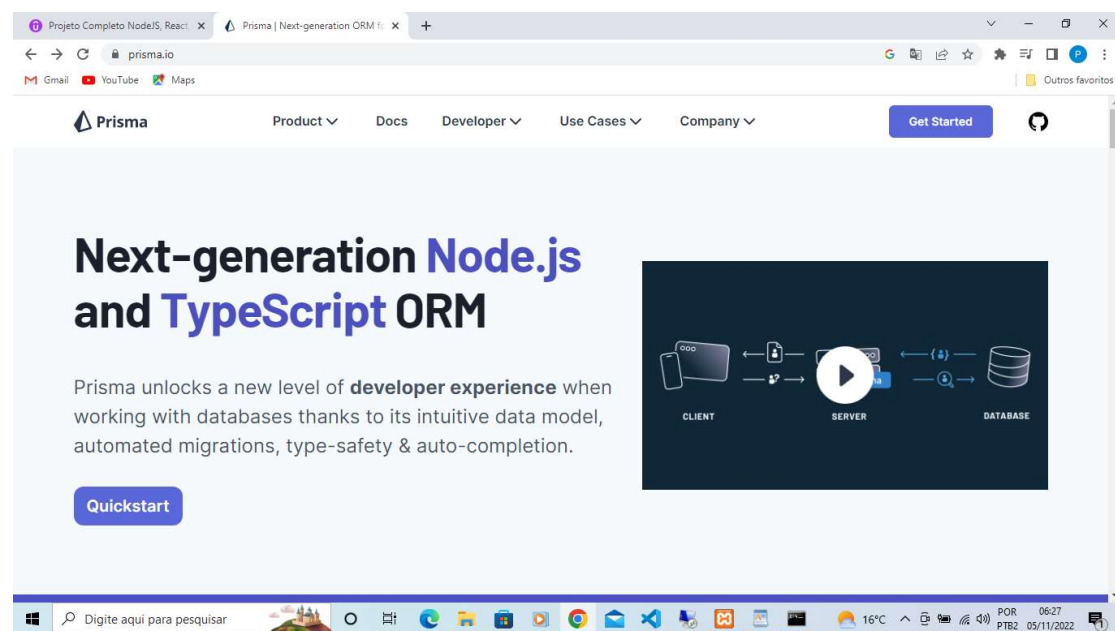 Projeto Completo NodeJS, React,
Prisma | Next-generation ORM fo
prisma.io
Gmail
YouTube
Maps
Outros favoritos
Prisma
Product
Docs
Developer
Use Cases
Company
Get Started
Next-generation Node.js
and TypeScript ORM
Prisma unlocks a new level of developer experience when
working with databases thanks to its intuitive data model,
automated migrations, type-safety & auto-completion.
Quickstart
CLIENT
SERVER
DATABASE
Digite aqui para pesquisar
16°C
POR
PTB2
06:27
05/11/2022